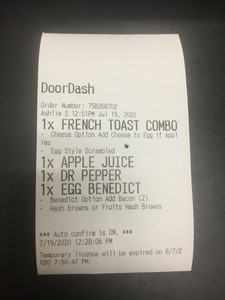 DoorDash
Order Number: 758268702
Ashlie S 12:51PM Jul 19, 2020
1x FRENCH TOAST COMBO
- Cheese Option Add Cheese to Egg if Appl
ies
- Egg Style Scrambled
1x APPLE JUICE
1x DR PEPPER
1x EGG BENEDICT
- Benedict Option Add Bacon (2)
- Hash browns or Fruits Hash Browns
*** Auto confirm is ON. ***
7/19/2020 12:28:06 PM
Temporary license will be expired on 8/7/2
020 7:50:47 PM.